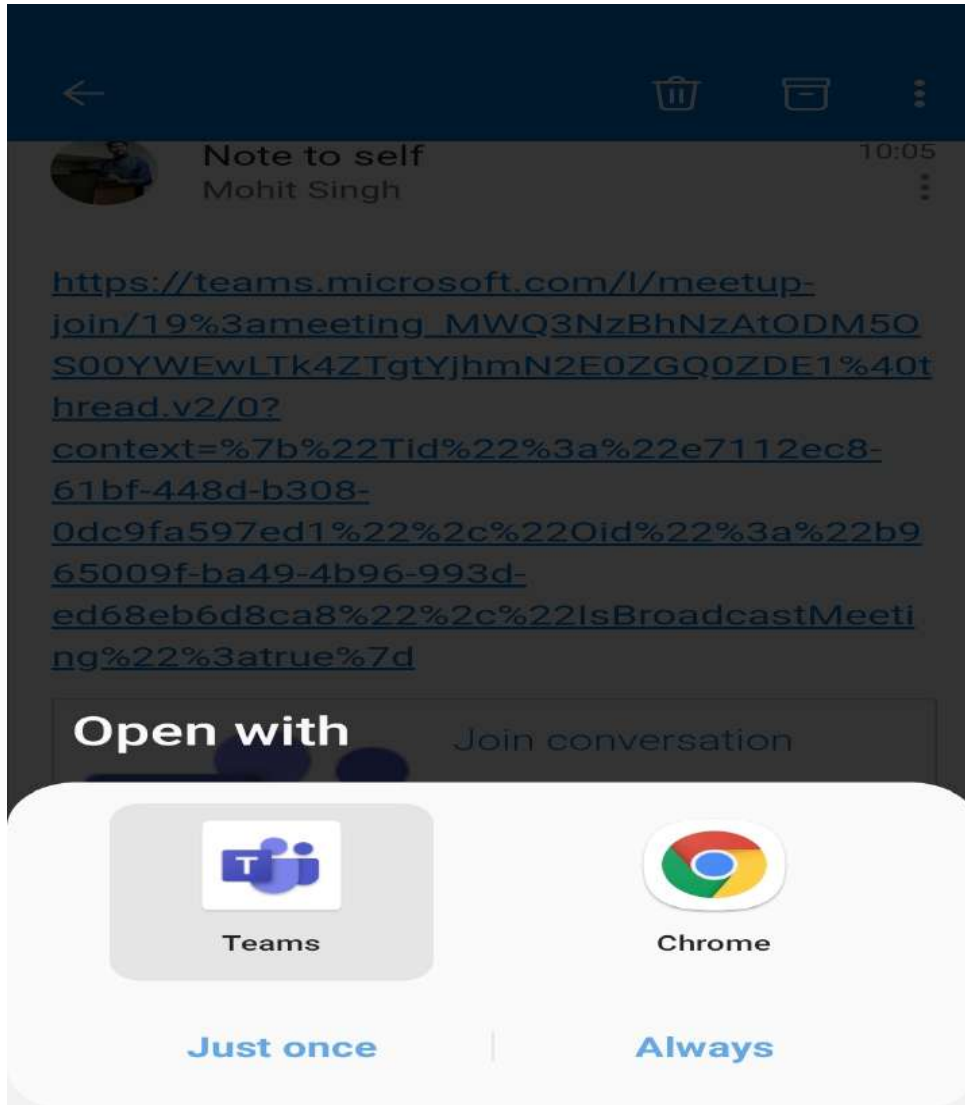 Note to self
10:05
Mohit Singh
https://teams.microsoft.com/l/meetup-
join/19%3ameeting_MWQ3NzBhNzAtODM5O
S00YWEwLTk4ZTgtYjhmN2E0ZGQ0ZDE1%40t
hread.v2/0?
context=%7b%22Tid%22%3a%22e7112ec8-
61bf-448d-b308-
0dc9fa597ed1%22%2c%22Oid%22%3a%22b9
65009f-ba49-4b96-993d-
ed68eb6d8ca8%22%2c%22IsBroadcastMeeti
ng%22%3atrue%7d
Open with
Join conversation
T
Teams
Chrome
Just once
Always